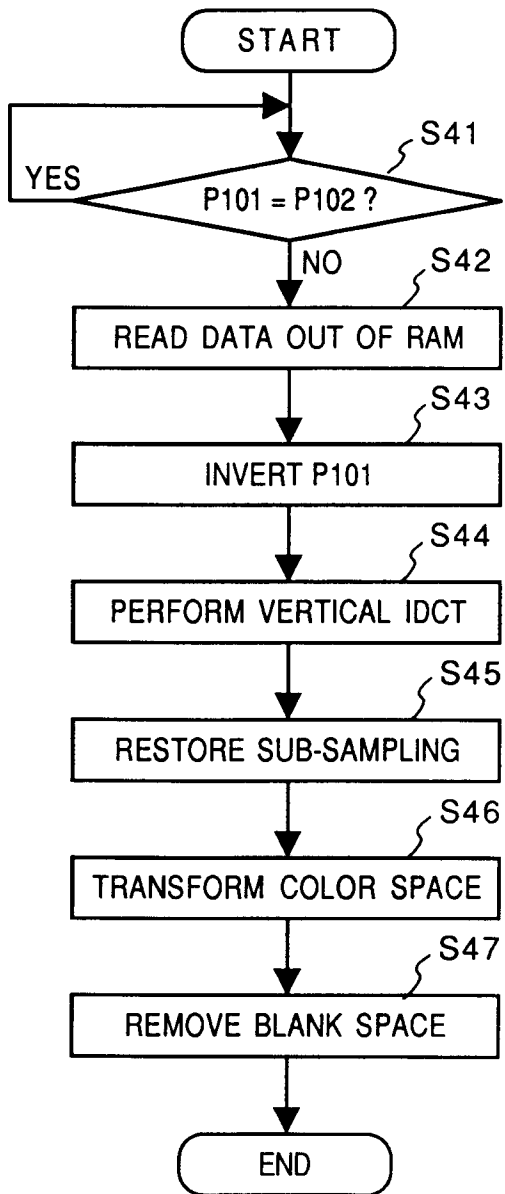 START
S41
YES
P101 = P102 ?
NO
S42
READ DATA OUT OF RAM
S43
INVERT P101
S44
PERFORM VERTICAL IDCT
S45
RESTORE SUB-SAMPLING
S46
TRANSFORM COLOR SPACE
S47
REMOVE BLANK SPACE
END